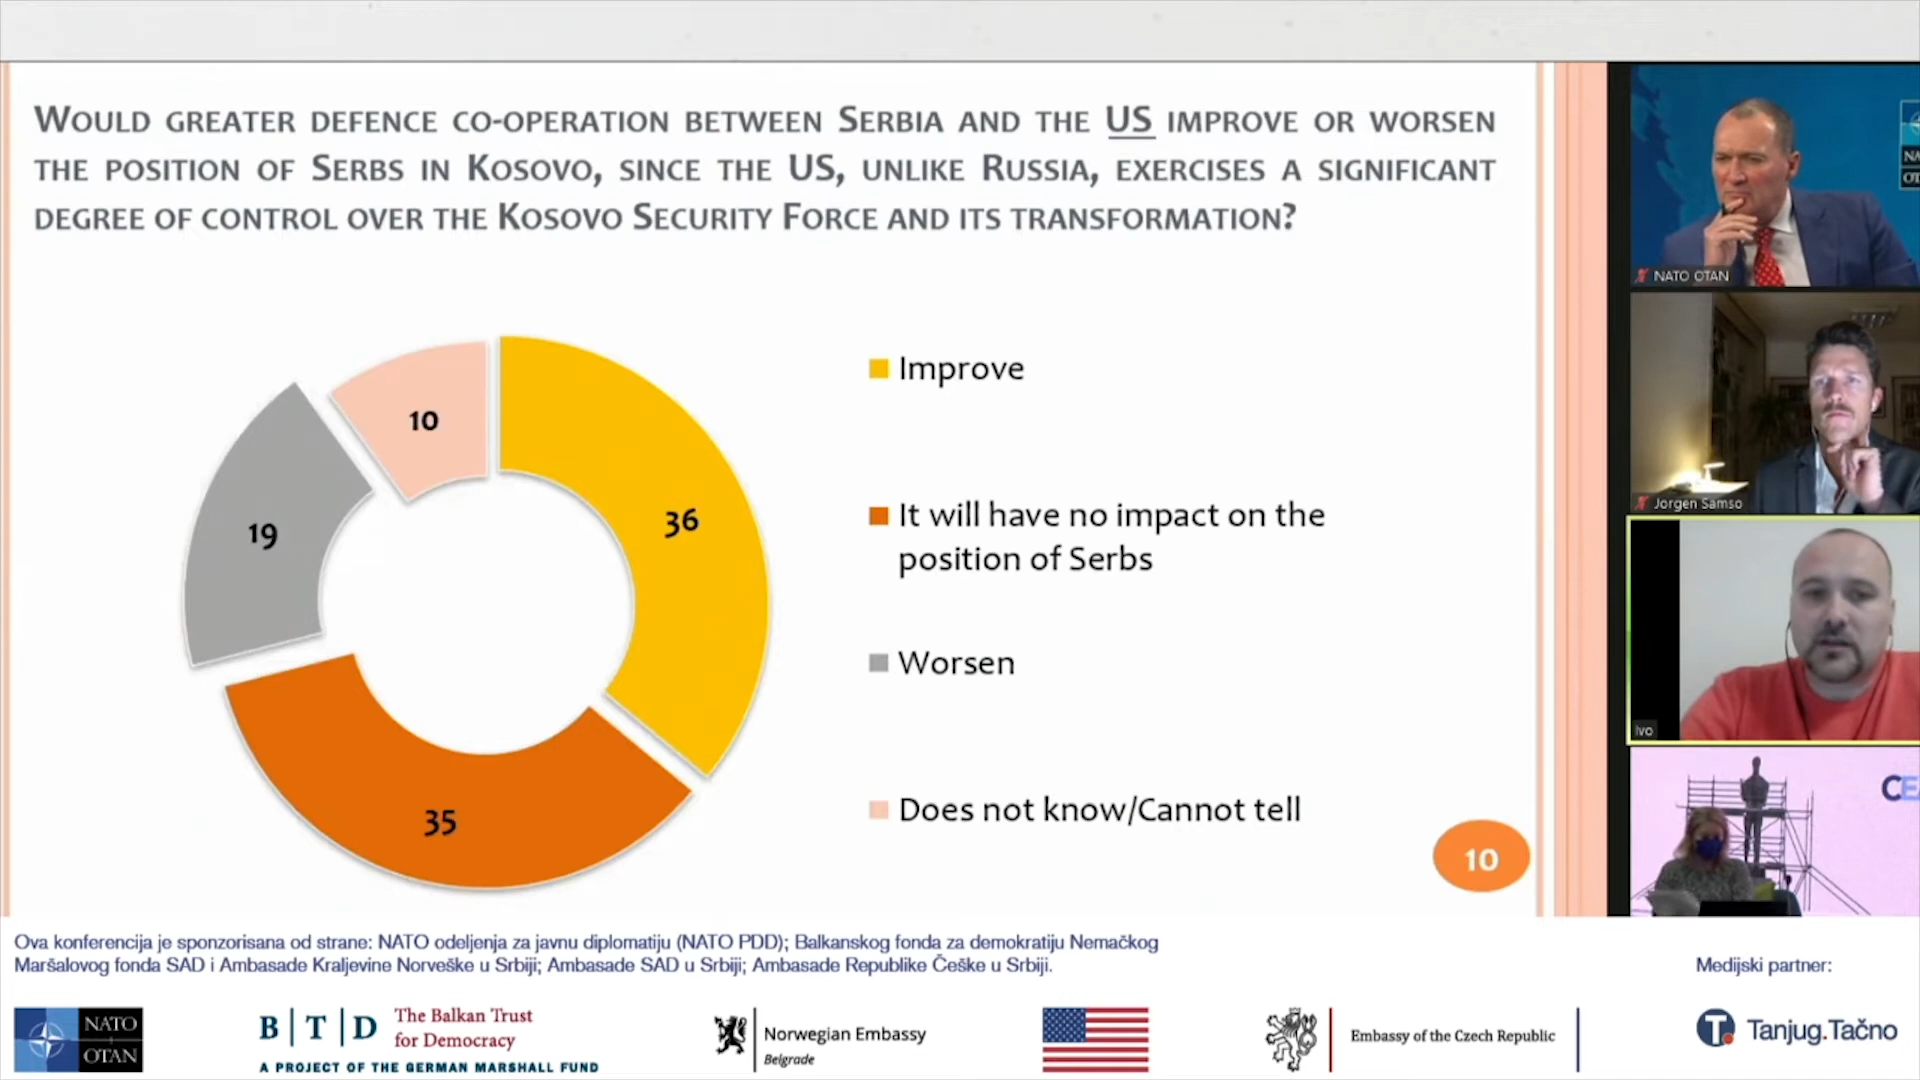 WOULD GREATER DEFENCE CO-OPERATION BETWEEN SERBIA AND THE US IMPROVE OR WORSEN
THE POSITION OF SERBS IN KOSOVO, SINCE THE US, UNLIKE RUSSIA, EXERCISES A SIGNIFICANT
DEGREE OF CONTROL OVER THE KOSOVO SECURITY FORCE AND ITS TRANSFORMATION?
10
36
19
35
Improve
It will have no impact on the
position of Serbs
Worsen
Does not know/Cannot tell
10
NATO OTAN
Jorgen Samso
Ivo
Ova konferencija je sponzorisana od strane: NATO odeljenja za javnu diplomatiju (NATO PDD); Balkanskog fonda za demokratiju Nemačkog
Maršalovog fonda SAD i Ambasade Kraljevine Norveške u Srbiji; Ambasade SAD u Srbiji; Ambasade Republike Češke u Srbiji.
Medijski partner:
NATO
OTAN
B|T|D
The Balkan Trust
for Democracy
A PROJECT OF THE GERMAN MARSHALL FUND
Norwegian Embassy
Belgrade
Embassy of the Czech Republic
Tanjug.Tačno